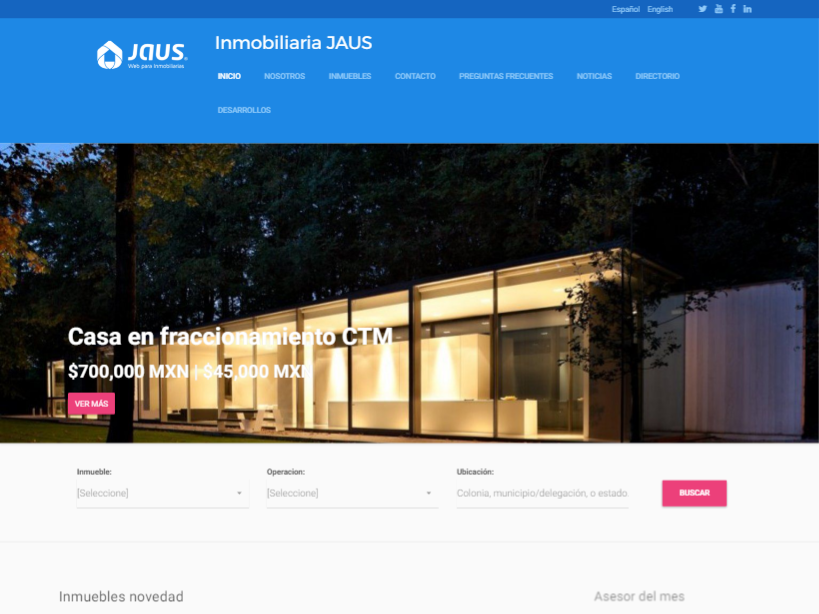 Español English
JAUS
Web para Inmobiliarias
Inmobiliaria JAUS
INICIO NOSOTROS INMUEBLES CONTACTO PREGUNTAS FRECUENTES NOTICIAS DIRECTORIO
DESARROLLOS
Casa en fraccionamiento CTM
$700,000 MXN | $45,000 MXN
VER MÁS
Inmueble: Operacion: Ubicación:
[Seleccione] [Seleccione] Colonia, municipio/delegación, o estado.
BUSCAR
Inmuebles novedad Asesor del mes